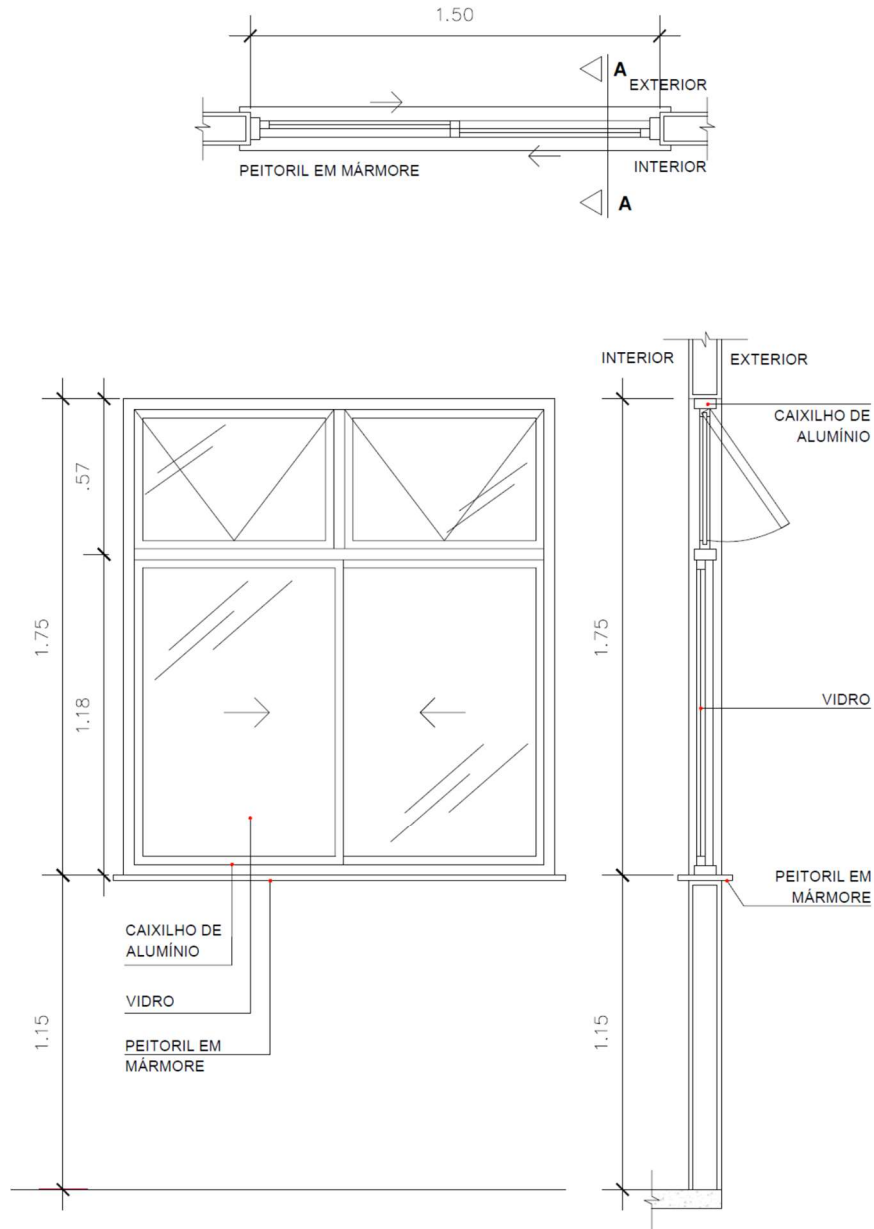 1.50
A
EXTERIOR
PEITORIL EM MÁRMORE
INTERIOR
A
INTERIOR
EXTERIOR
CAIXILHO DE
ALUMÍNIO
.57
1.75
1.75
1.18
VIDRO
PEITORIL EM
MÁRMORE
CAIXILHO DE
ALUMÍNIO
VIDRO
1.15
1.15
PEITORIL EM
MÁRMORE